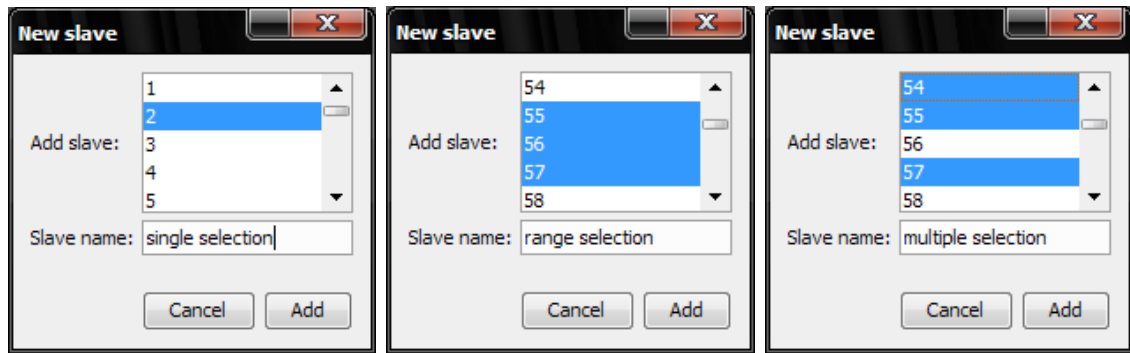 New slave
1
2
Add slave:
3
4
5
Slave name:
single selection
Cancel
Add
New slave
54
55
Add slave:
56
57
58
Slave name:
range selection
Cancel
Add
New slave
54
55
Add slave:
56
57
58
Slave name:
multiple selection
Cancel
Add